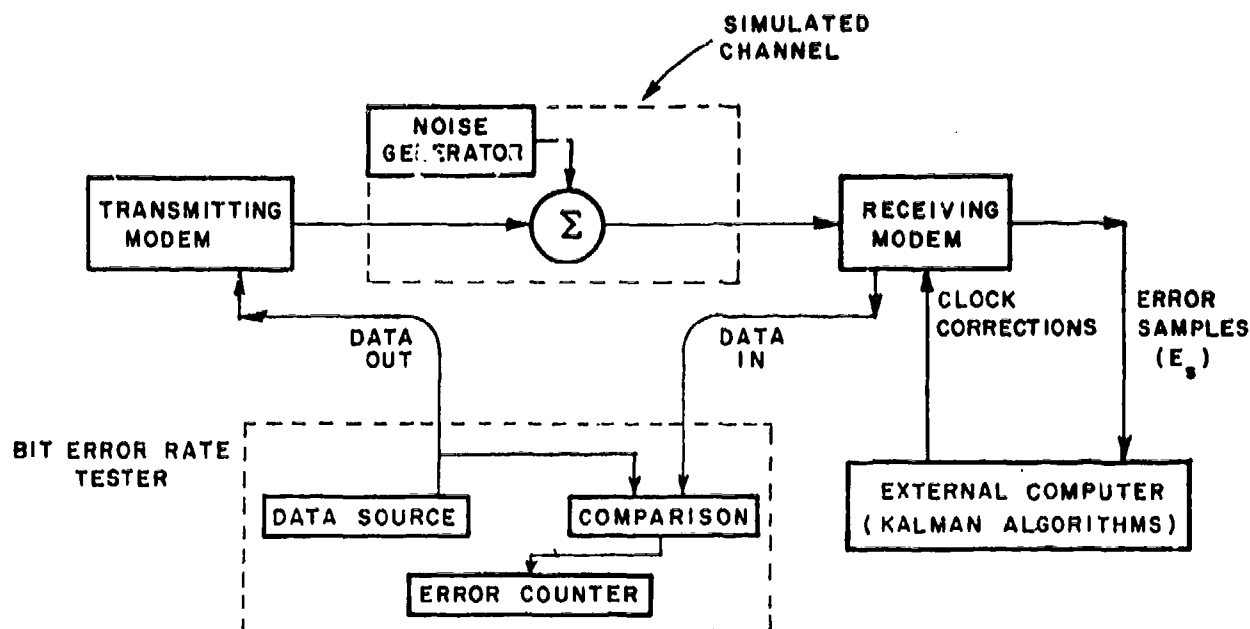 SIMULATED
CHANNEL
NOISE
GENERATOR
TRANSMITTING
MODEM
Σ
RECEIVING
MODEM
DATA
OUT
DATA
IN
CLOCK
CORRECTIONS
ERROR
SAMPLES
(E_s)
BIT ERROR RATE
TESTER
DATA SOURCE
COMPARISON
ERROR COUNTER
EXTERNAL COMPUTER
(KALMAN ALGORITHMS)